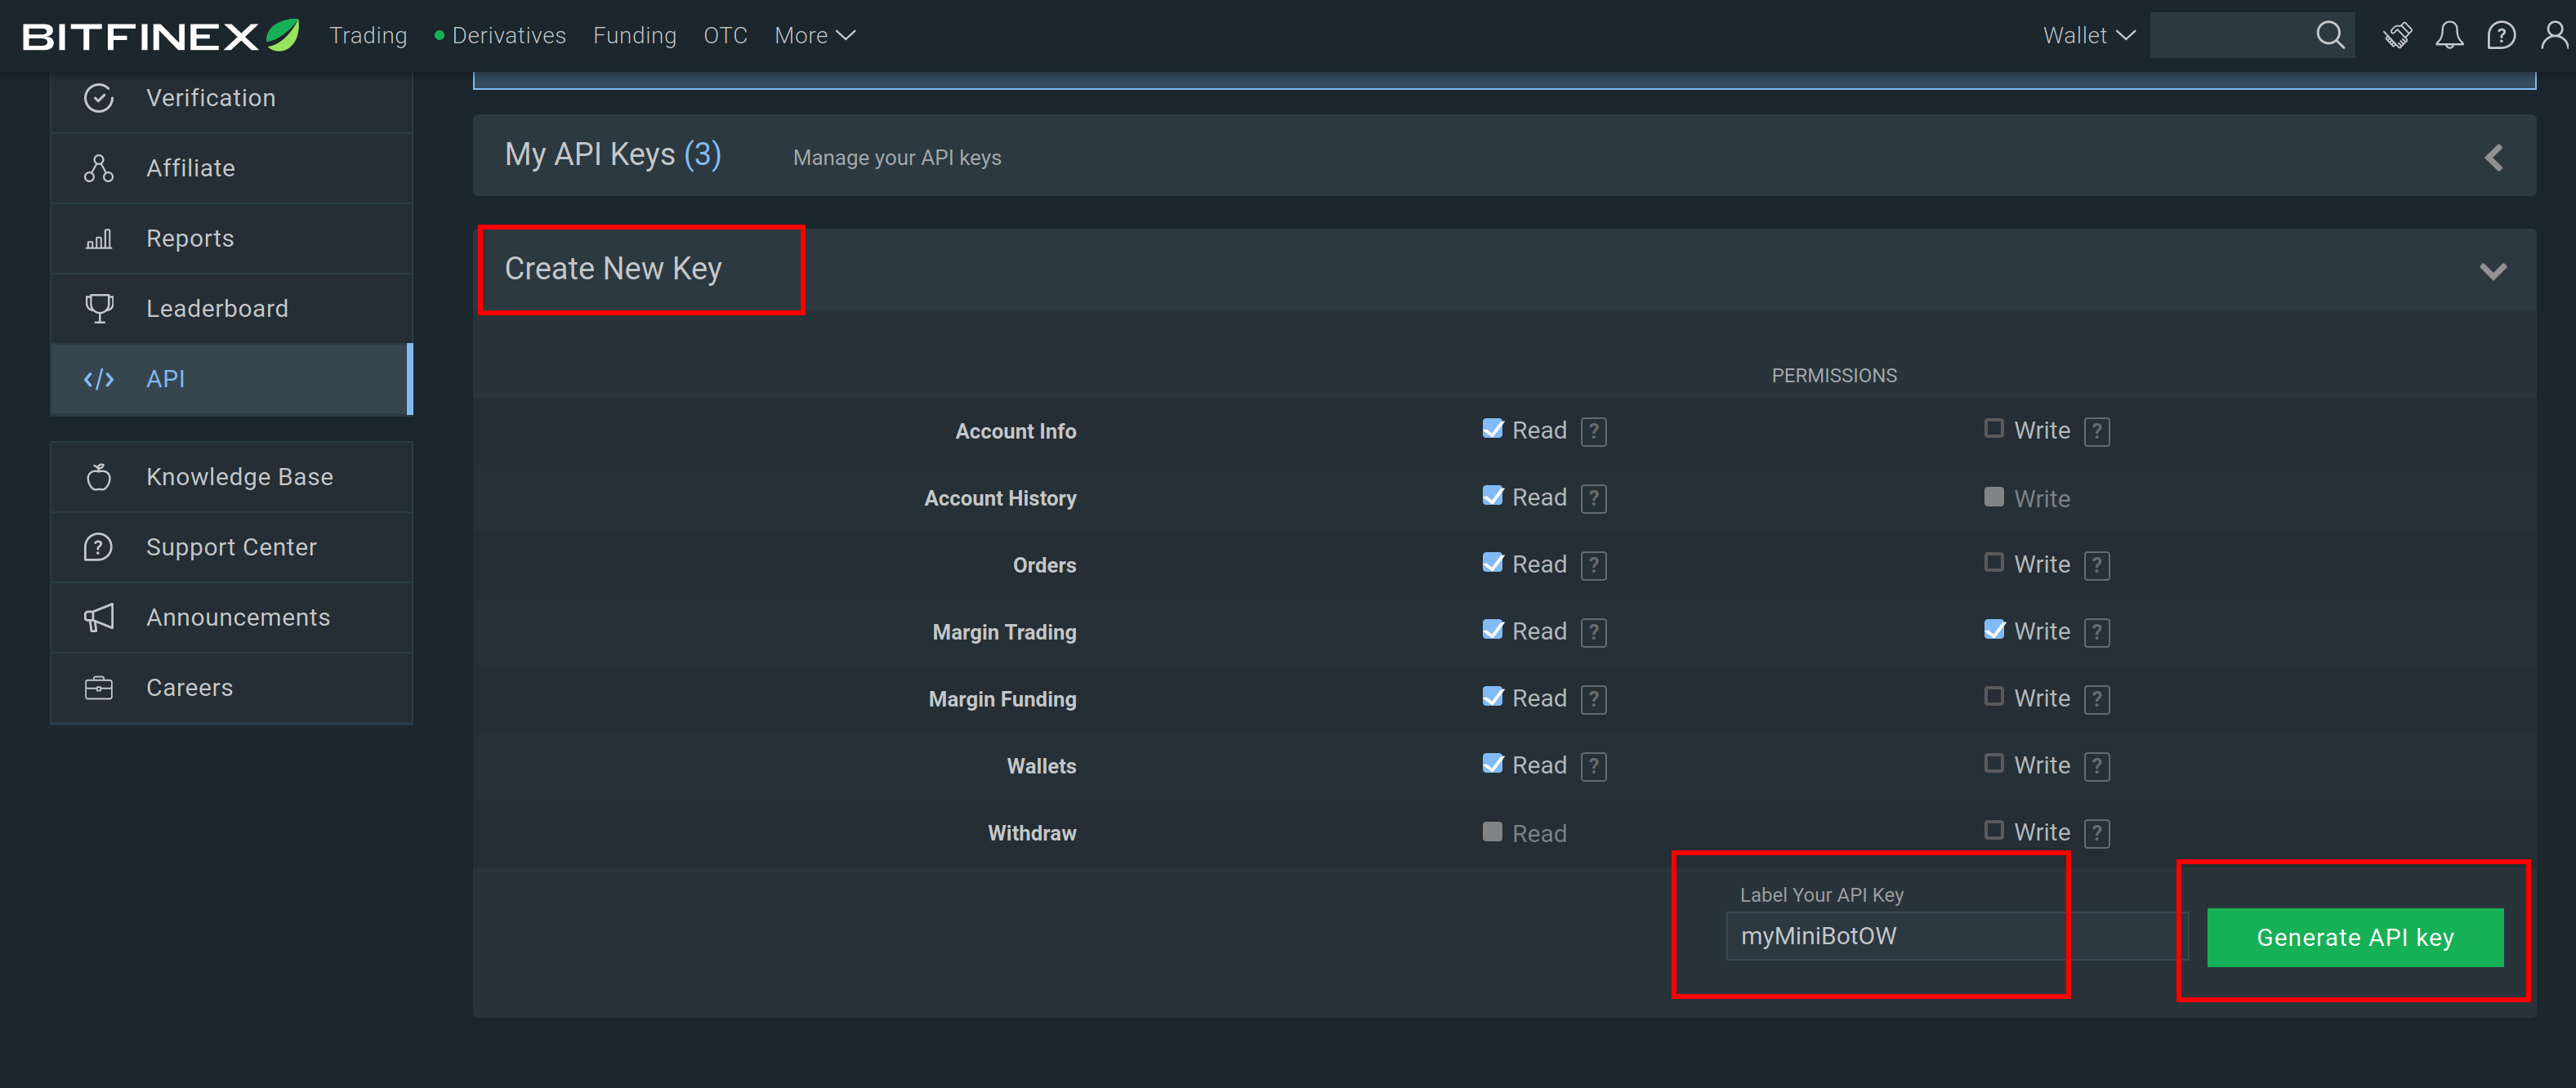 BITFINEX Trading Derivatives Funding OTC More Wallet
Verification
Affiliate
Reports
Leaderboard
API
Knowledge Base
Support Center
Announcements
Careers
My API Keys (3) Manage your API keys
Create New Key
PERMISSIONS
Account Info Read ? Write ?
Account History Read ? Write
Orders Read ? Write ?
Margin Trading Read ? Write ?
Margin Funding Read ? Write ?
Wallets Read ? Write ?
Withdraw Read Write ?
Label Your API Key
myMiniBotOW
Generate API key